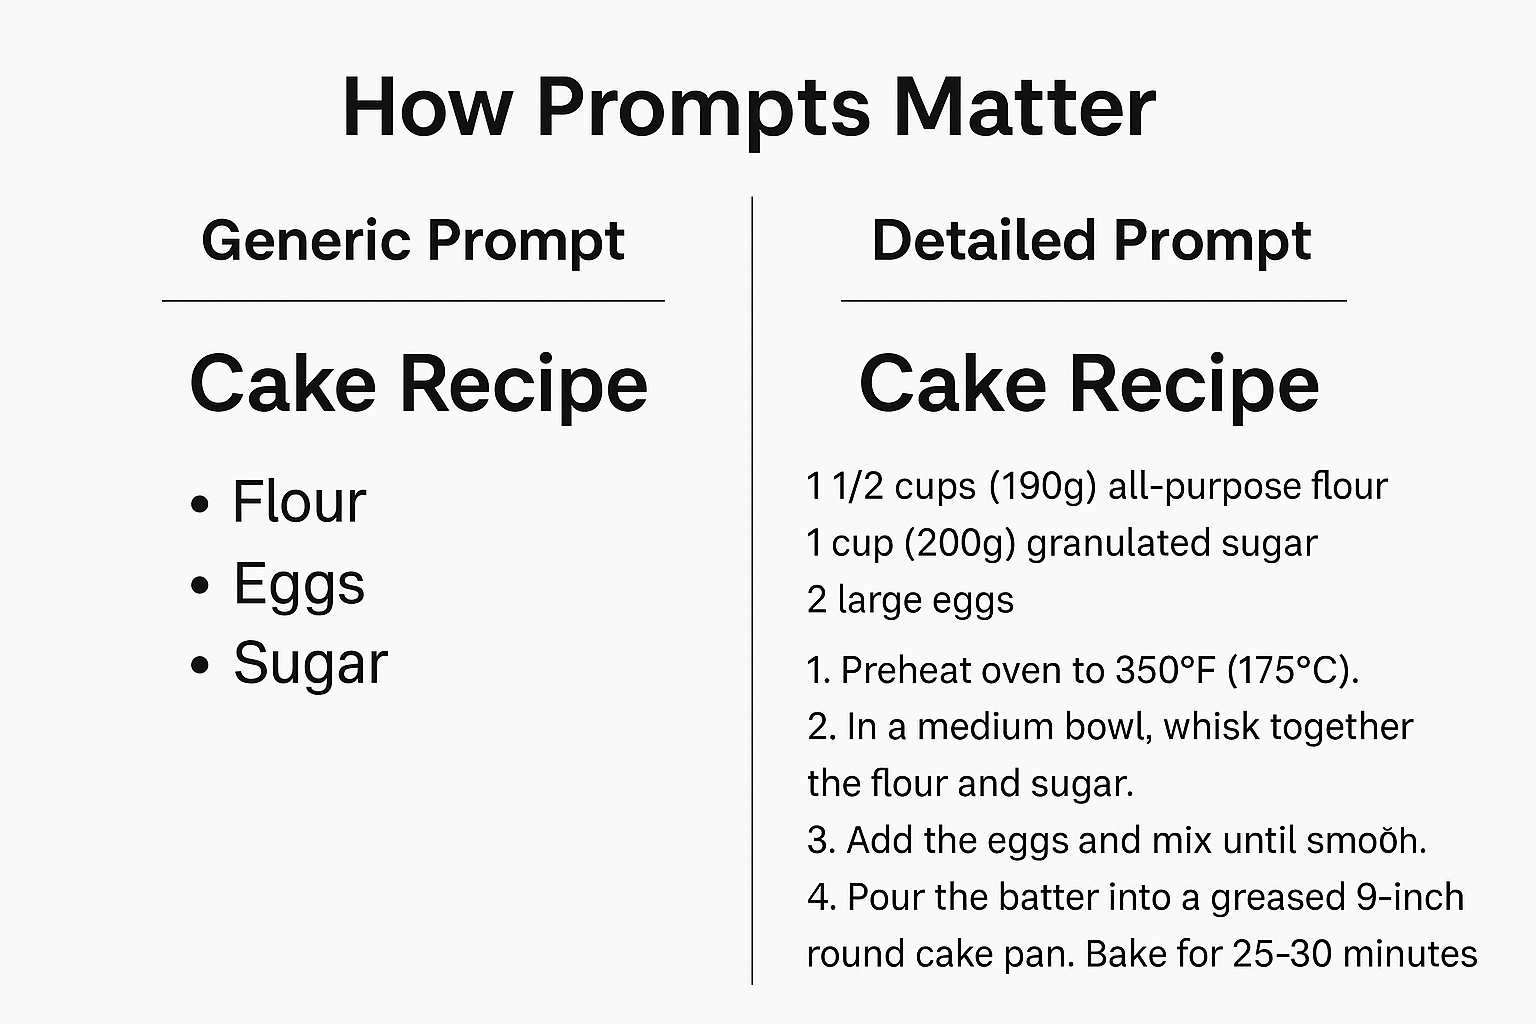 How Prompts Matter
Generic Prompt
Cake Recipe
• Flour
• Eggs
• Sugar
Detailed Prompt
Cake Recipe
1 1/2 cups (190g) all-purpose flour
1 cup (200g) granulated sugar
2 large eggs
1. Preheat oven to 350°F (175°C).
2. In a medium bowl, whisk together
the flour and sugar.
3. Add the eggs and mix until smoŏh.
4. Pour the batter into a greased 9-inch
round cake pan. Bake for 25-30 minutes